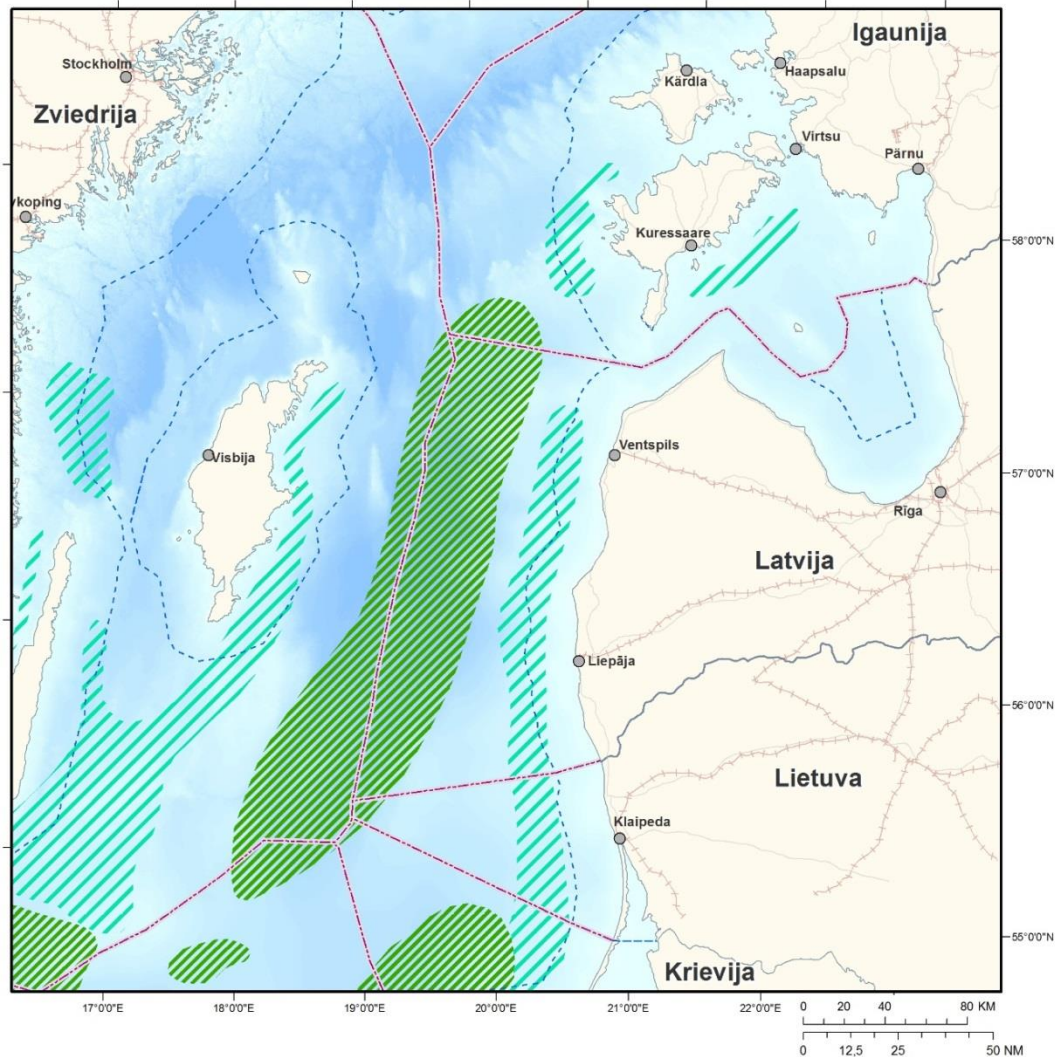 Igaunija
Stockholm
Kärdla
Haapsalu
Zviedrija
Virtsu
Pärnu
ykoping
Kuressaare
58°0'0"N
Ventspils
Visbija
57°0'0"N
Rīga
Latvija
Liepāja
56°0'0"N
Lietuva
Klaipeda
55°0'0"N
Krievija
17°0'0"E
18°0'0"E
19°0'0"E
20°0'0"E
21°0'0"E
22°0'0"E
0 20 40 80 KM
0 12,5 25 50 NM